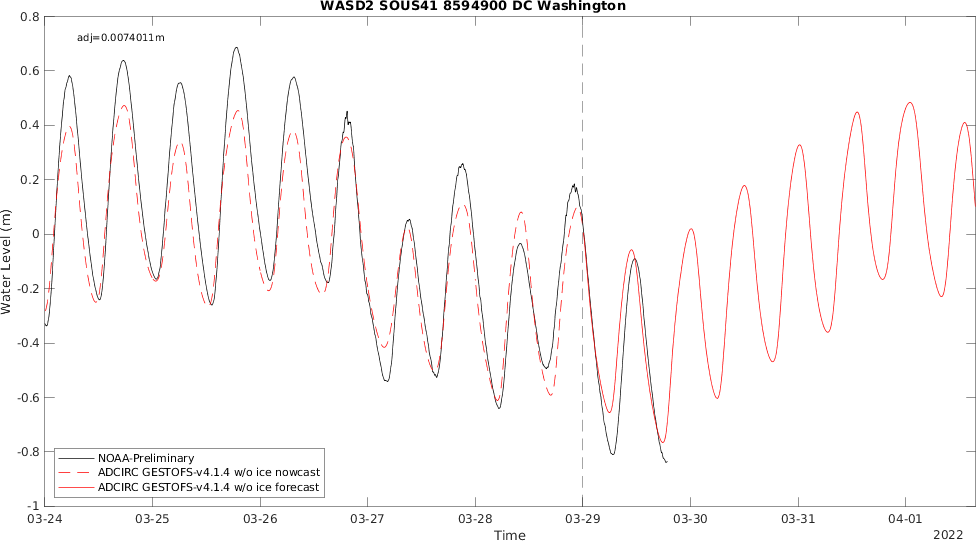 WASD2 SOUS41 8594900 DC Washington
adj=0.0074011m
0.8
0.6
0.4
0.2
0
-0.2
-0.4
-0.6
-0.8
-1
Water Level (m)
NOAA-Preliminary
ADCIRC GESTOFS-v4.1.4 w/o ice nowcast
ADCIRC GESTOFS-v4.1.4 w/o ice forecast
03-24 03-25 03-26 03-27 03-28 03-29 03-30 03-31 04-01
Time
2022